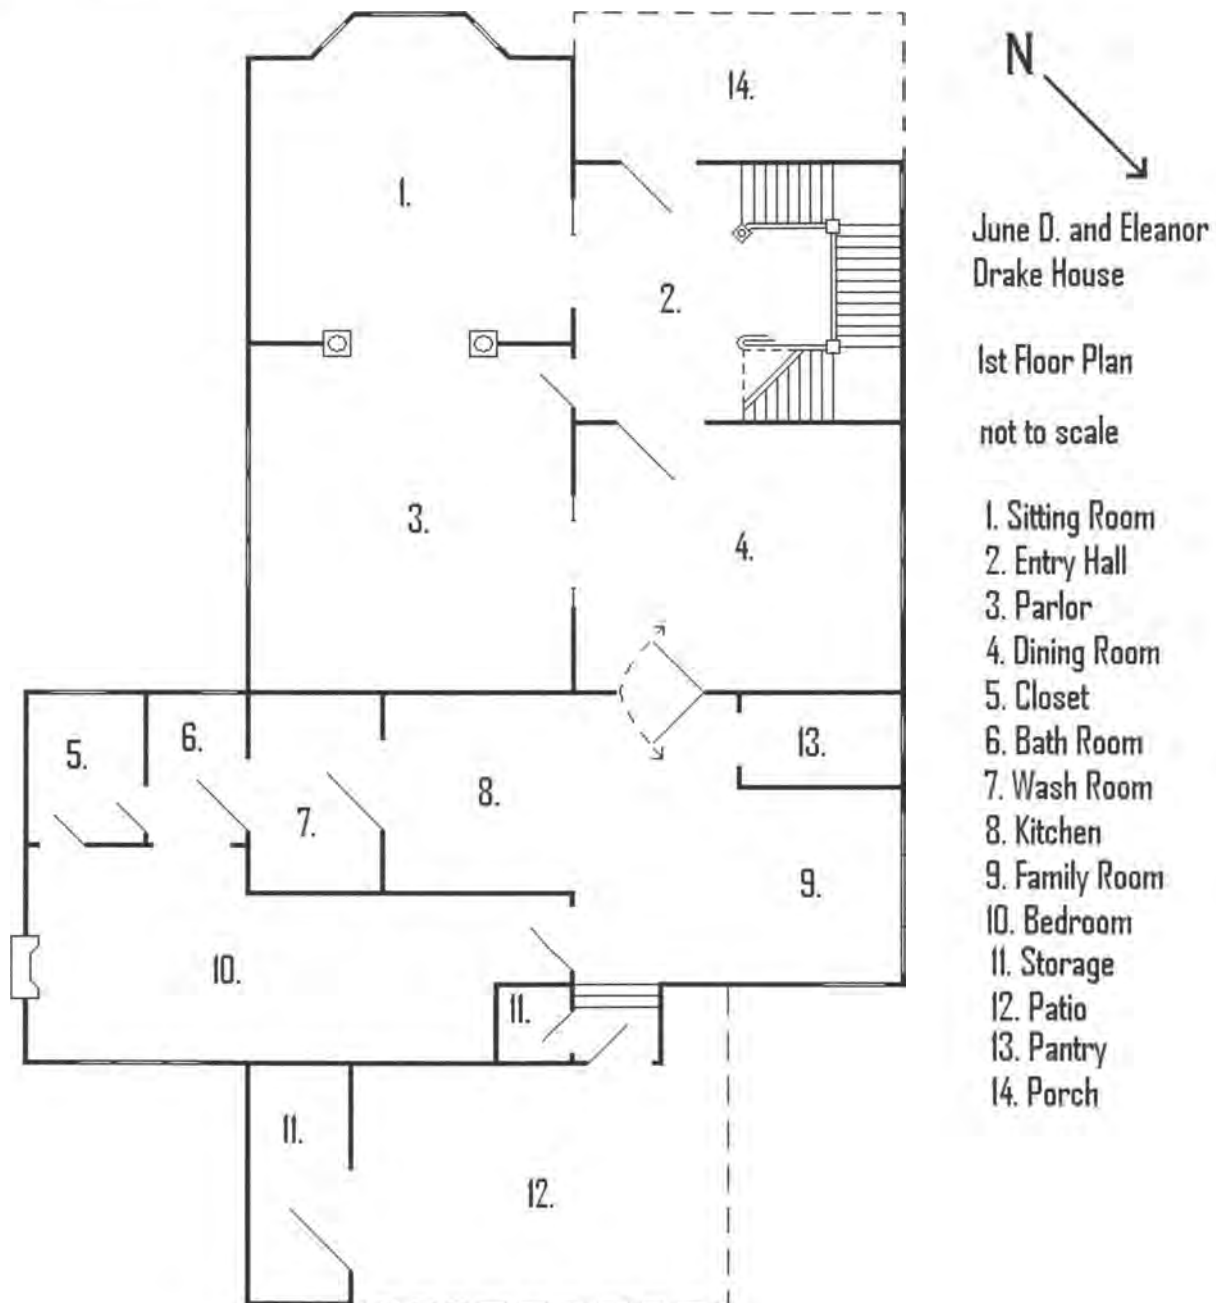 14.
N
1.
June D. and Eleanor
Drake House
2.
1st Floor Plan
not to scale
3.
4.
1. Sitting Room
2. Entry Hall
3. Parlor
4. Dining Room
5. Closet
6. Bath Room
7. Wash Room
8. Kitchen
9. Family Room
10. Bedroom
11. Storage
12. Patio
13. Pantry
14. Porch
5.
6.
13.
7.
8.
9.
10.
11.
11.
12.